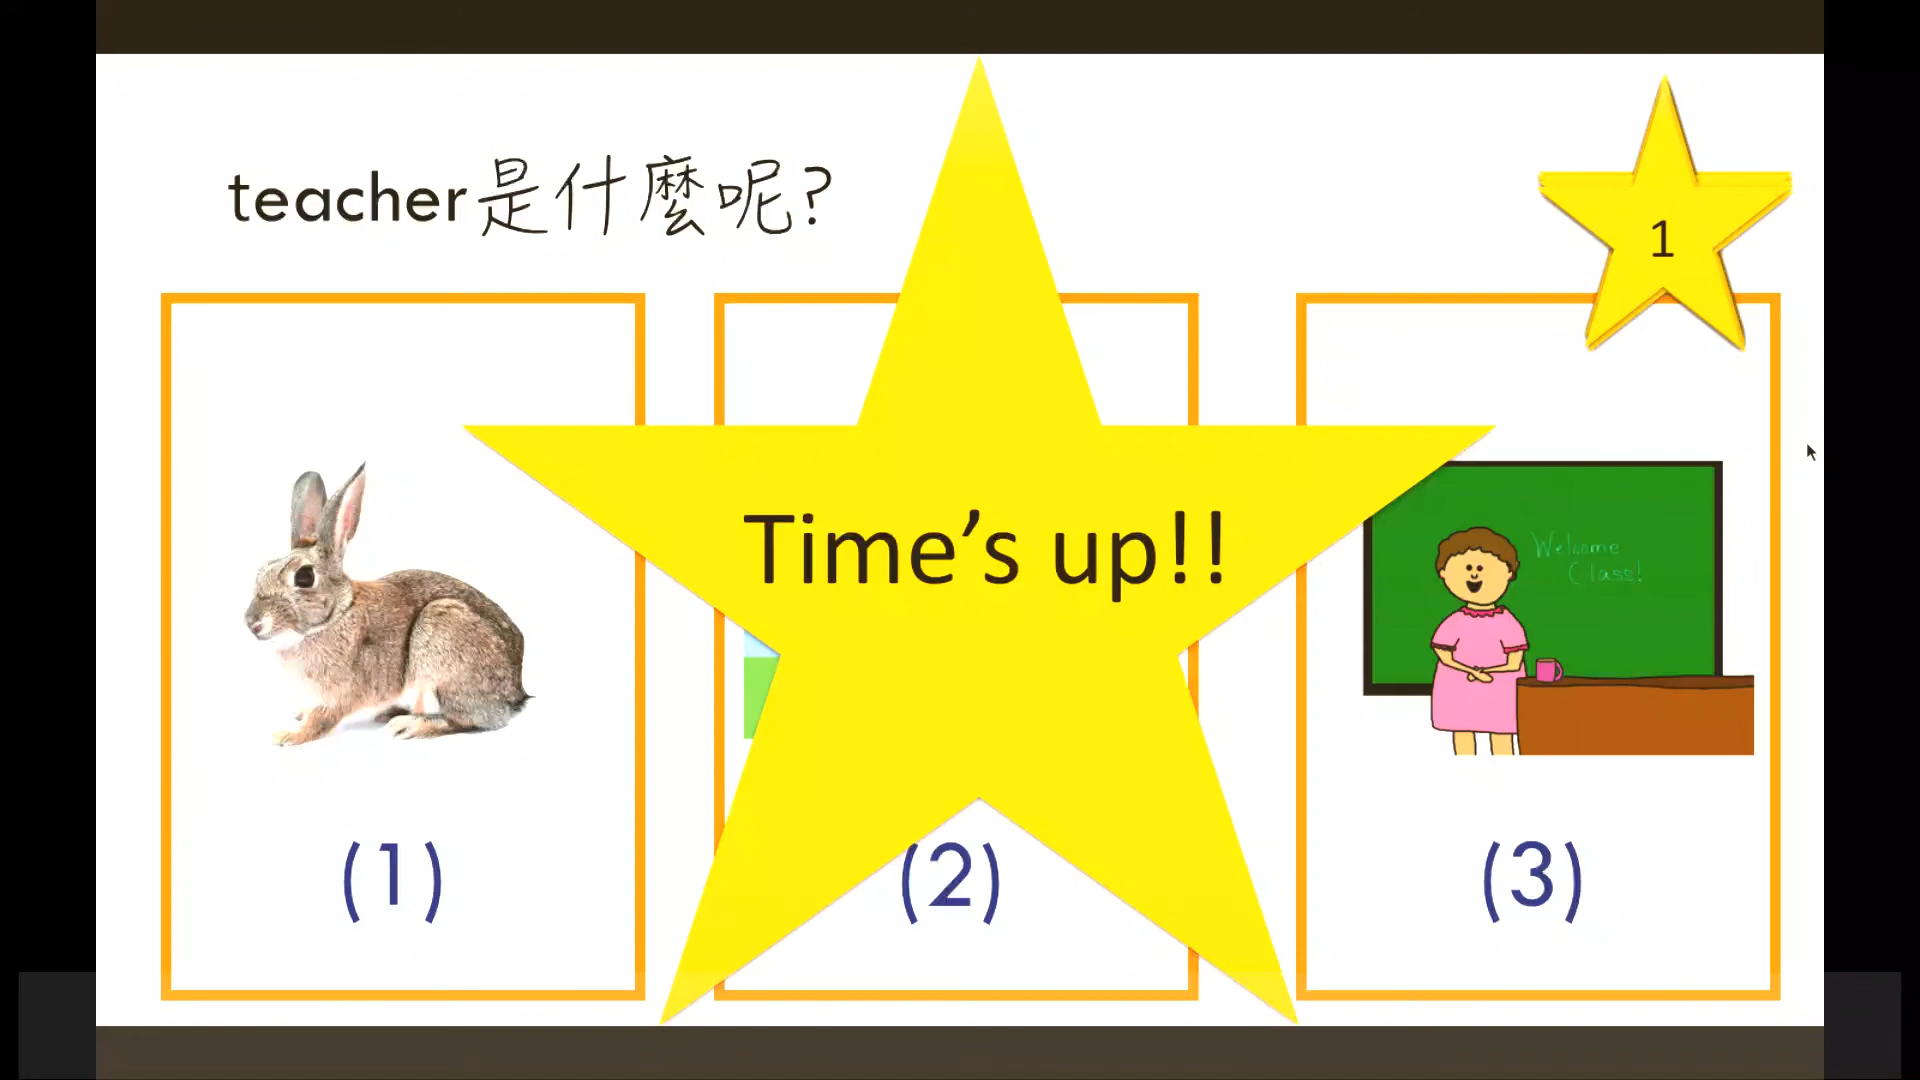 teacher是什麼呢?
1
Time's up!!
Welcome
Class!
(1)
(2)
(3)